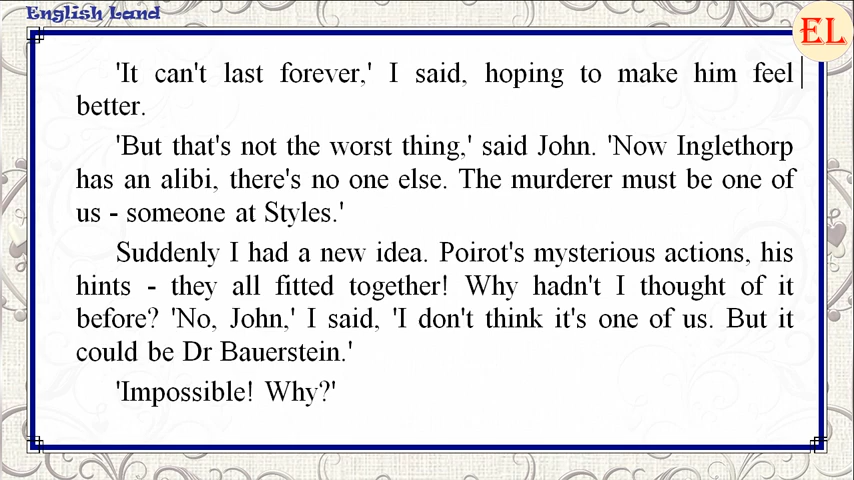 English Land
EL
'It can't last forever,' I said, hoping to make him feel
better.
'But that's not the worst thing,' said John. 'Now Inglethorp
has an alibi, there's no one else. The murderer must be one of
us - someone at Styles.'
Suddenly I had a new idea. Poirot's mysterious actions, his
hints - they all fitted together! Why hadn't I thought of it
before? 'No, John,' I said, 'I don't think it's one of us. But it
could be Dr Bauerstein.'
'Impossible! Why?'